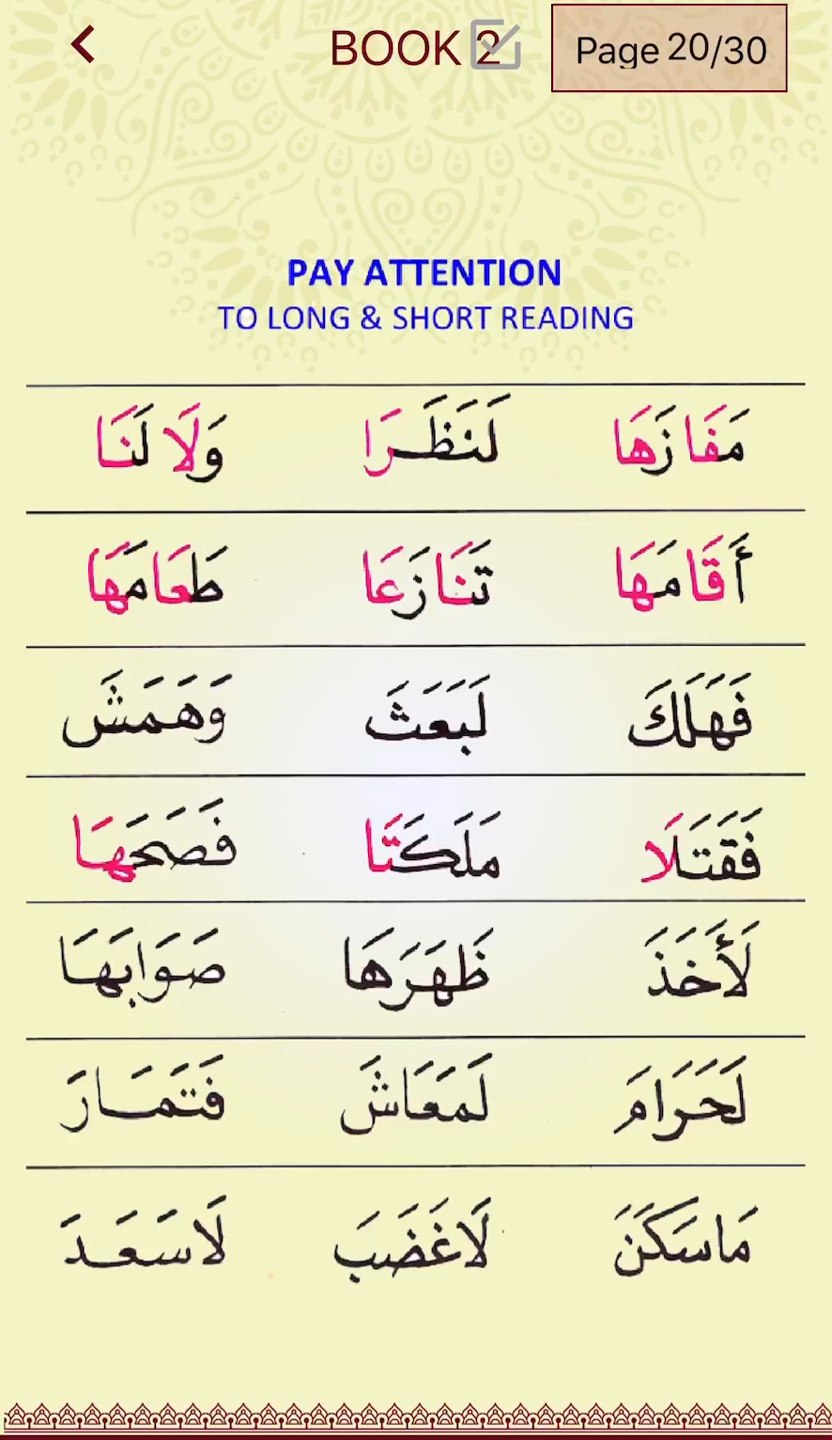 BOOK 2 Page 20/30
PAY ATTENTION
TO LONG & SHORT READING
مَفَازَهَا لَنَظَرَا وَلَا لَنَا
أَقَامَهَا تَنَازَعَا طَعَامَهَا
فَهَلَكَ لَبَعَثَ وَهَمَشَ
فَقَتَلَا مَلَكَتَا فَصَحَهَا
لَأَخَذَ ظَهَرَهَا صَوَابَهَا
لَحَرَامَ لَمَعَاشَ فَتَمَارَ
مَاسَكَنَ لَاغَضَبَ لَاسَعَدَ